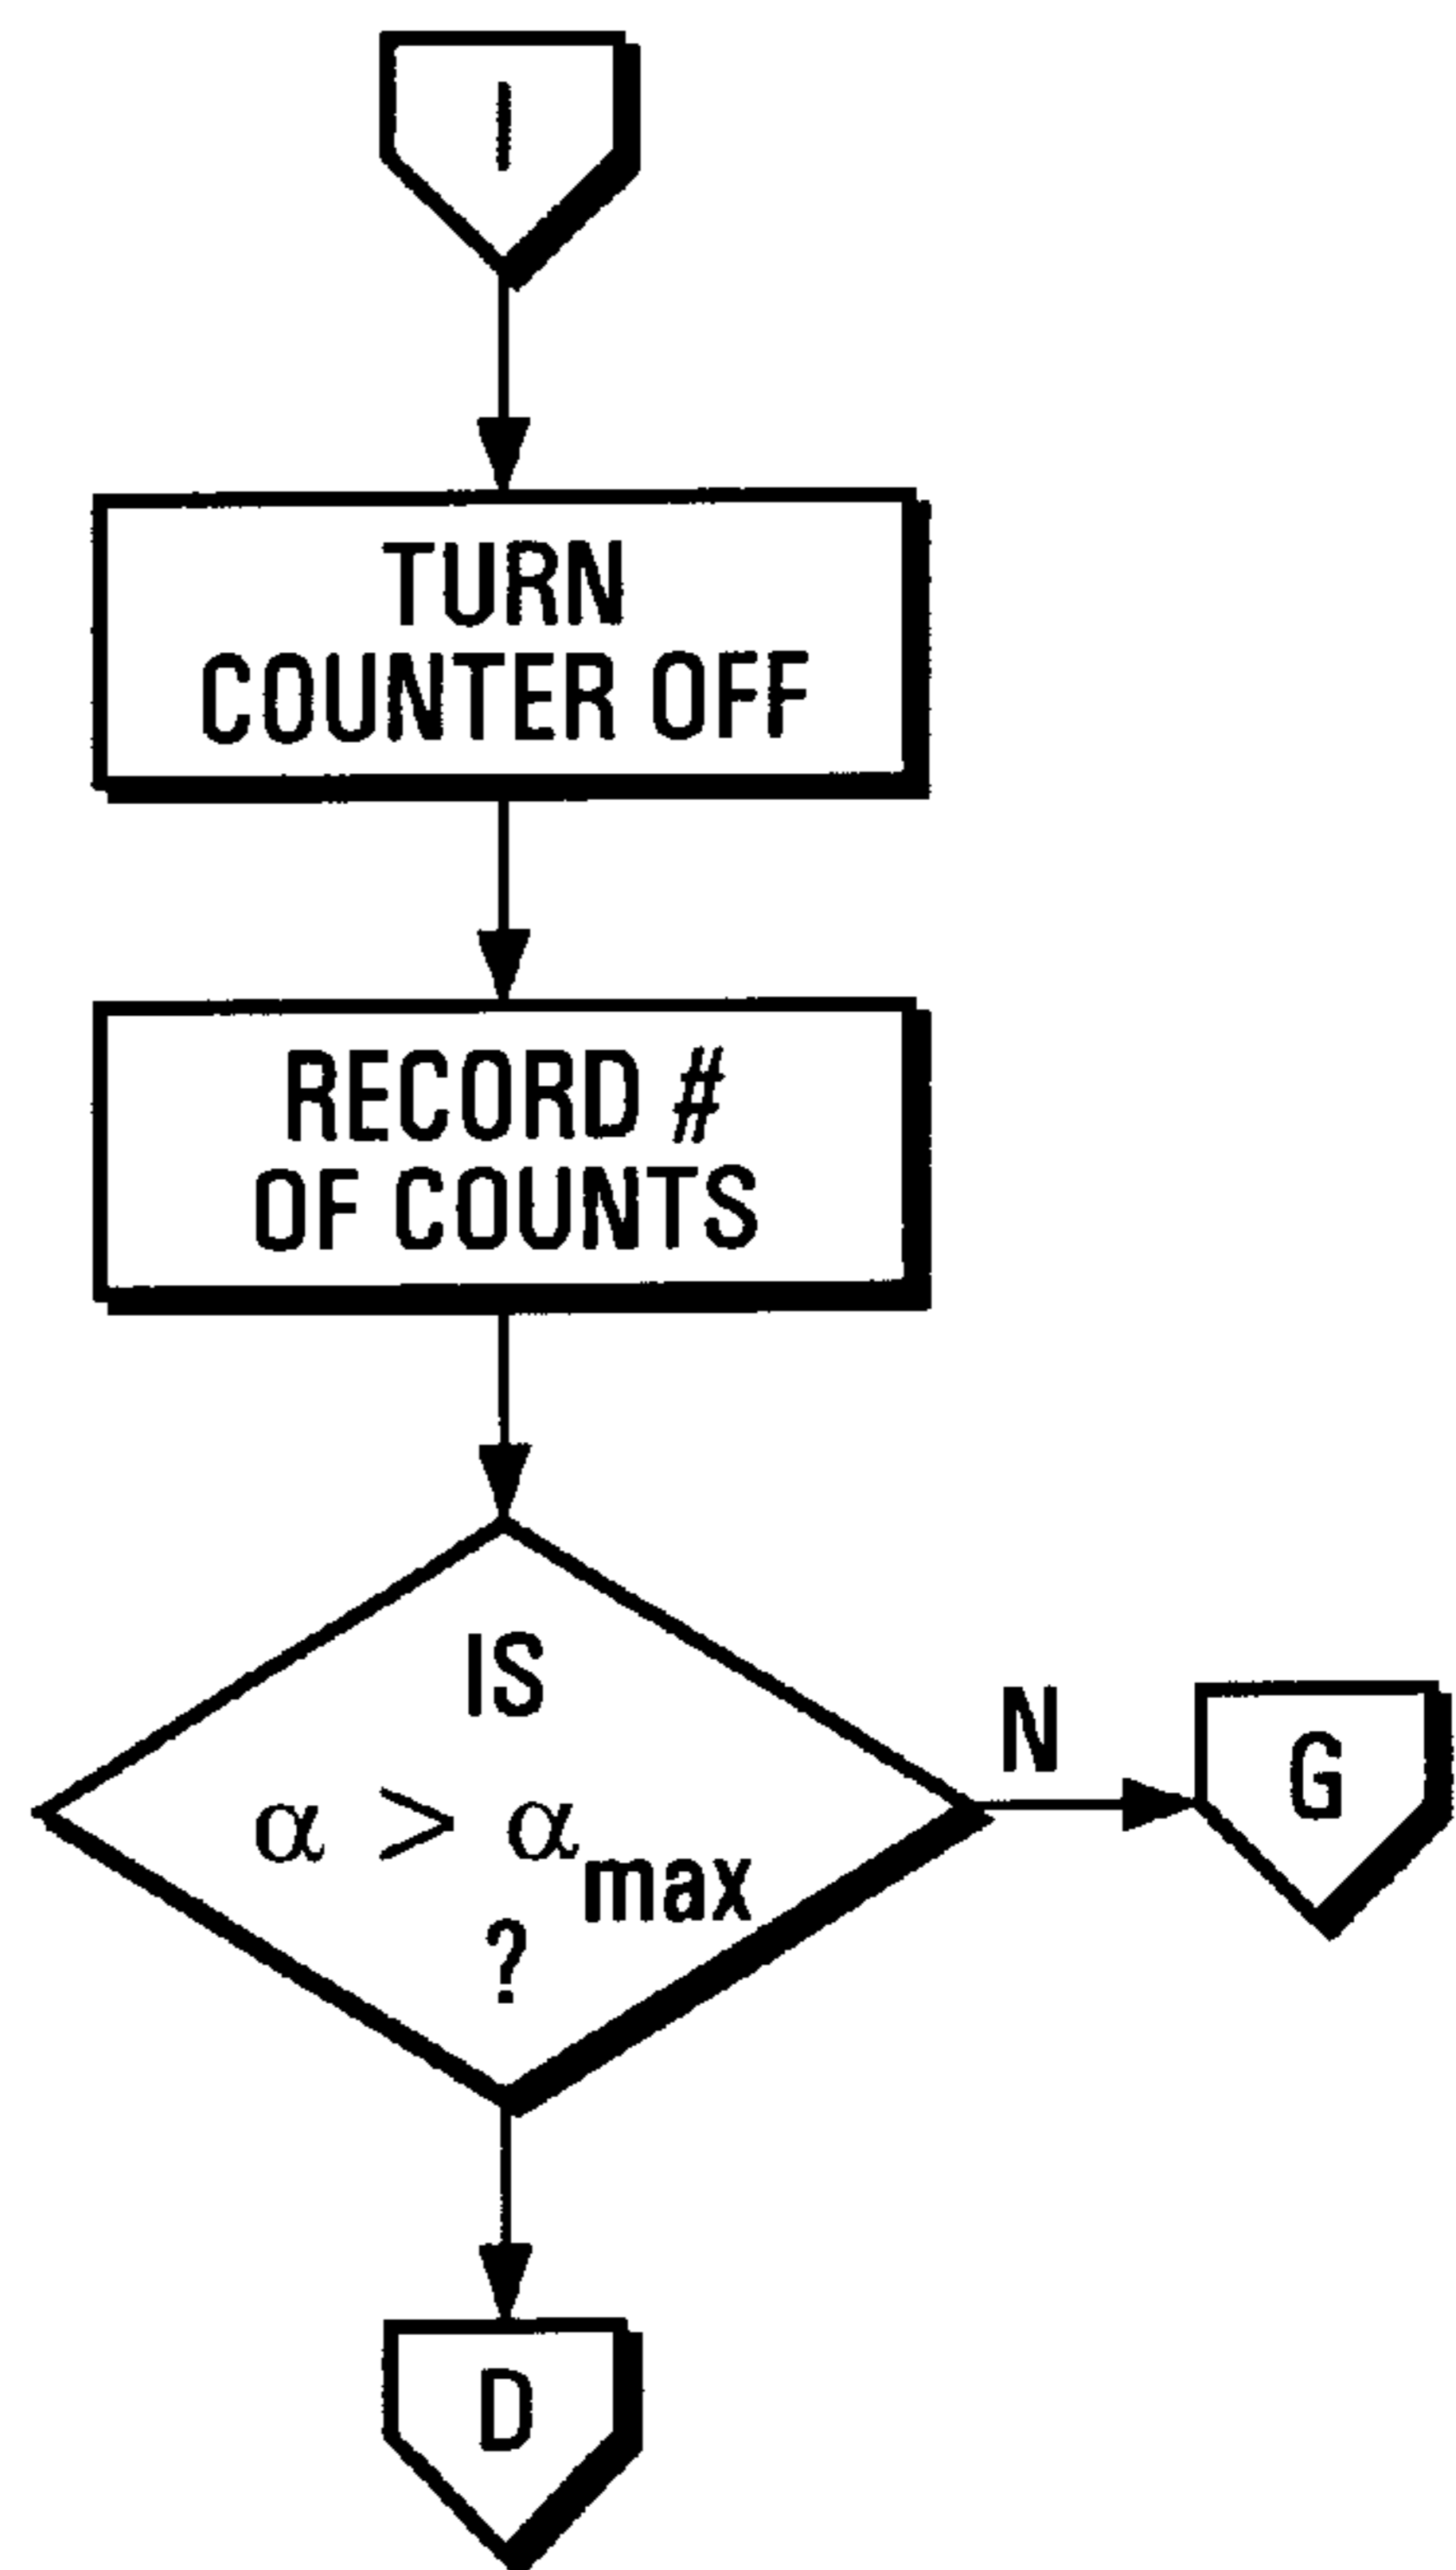 I
TURN
COUNTER OFF
RECORD #
OF COUNTS
IS
α > αmax
?
N
G
D